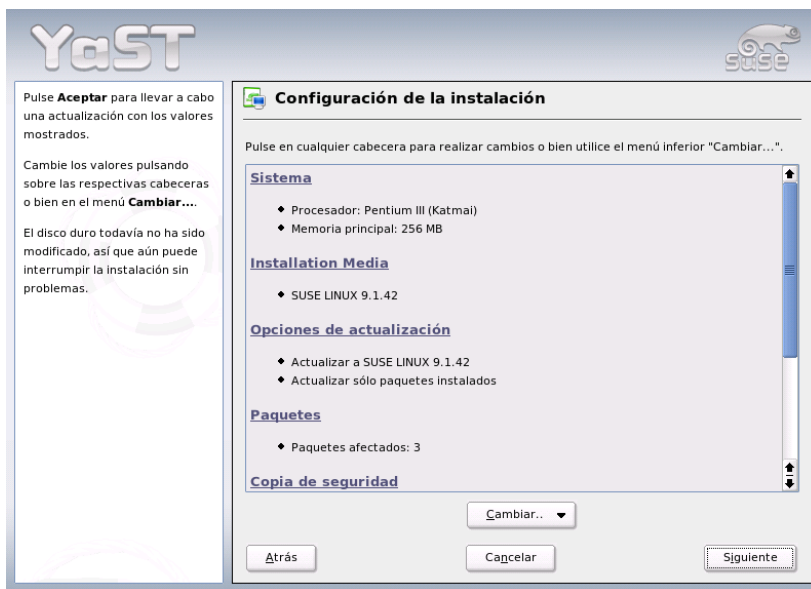 YaST
SUSE
Pulse Aceptar para llevar a cabo
una actualización con los valores
mostrados.
Cambie los valores pulsando
sobre las respectivas cabeceras
o bien en el menú Cambiar....
El disco duro todavía no ha sido
modificado, así que aún puede
interrumpir la instalación sin
problemas.
Configuración de la instalación
Pulse en cualquier cabecera para realizar cambios o bien utilice el menú inferior "Cambiar...".
Sistema
Procesador: Pentium III (Katmai)
Memoria principal: 256 MB
Installation Media
SUSE LINUX 9.1.42
Opciones de actualización
Actualizar a SUSE LINUX 9.1.42
Actualizar sólo paquetes instalados
Paquetes
Paquetes afectados: 3
Copia de seguridad
Cambiar..
Atrás
Cancelar
Siguiente